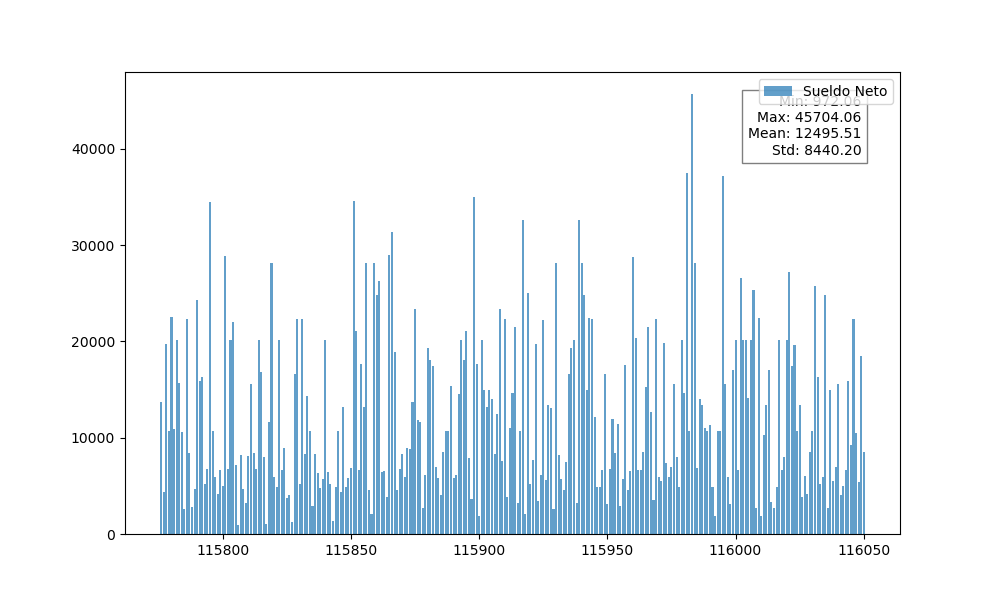 Sueldo Neto
Min: 972.06
Max: 45704.06
Mean: 12495.51
Std: 8440.20
40000
30000
20000
10000
0
115800
115850
115900
115950
116000
116050